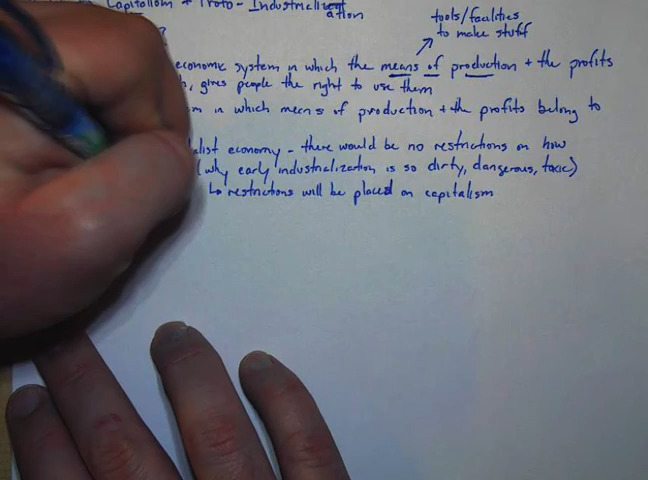 Capitalism + Proto-Industrialization
tools/facilities
to make stuff
?
economic system in which the means of production + the profits
, gives people the right to use them
in which means of production + the profits belong to
economy - there would be no restrictions on how
(why early industrialization is so dirty, dangerous, toxic)
↳ restrictions will be placed on capitalism